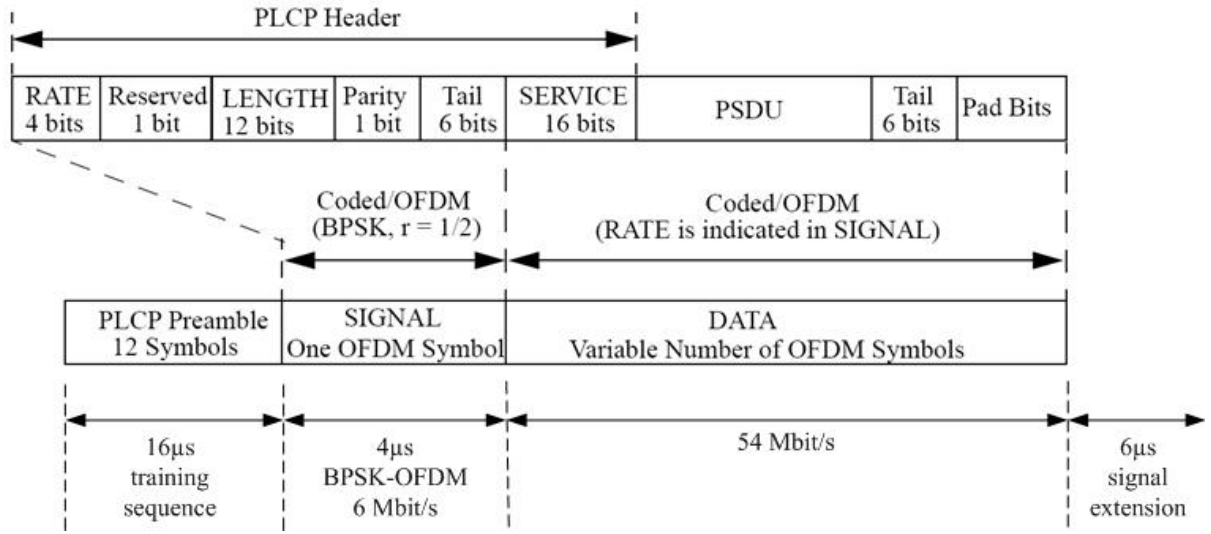 PLCP Header
RATE Reserved LENGTH Parity Tail SERVICE PSDU Tail Pad Bits
4 bits 1 bit 12 bits 1 bit 6 bits 16 bits 6 bits
Coded/OFDM Coded/OFDM
(BPSK, r = 1/2) (RATE is indicated in SIGNAL)
PLCP Preamble SIGNAL DATA
12 Symbols One OFDM Symbol Variable Number of OFDM Symbols
16μs 4μs 54 Mbit/s 6μs
training BPSK-OFDM signal
sequence 6 Mbit/s extension